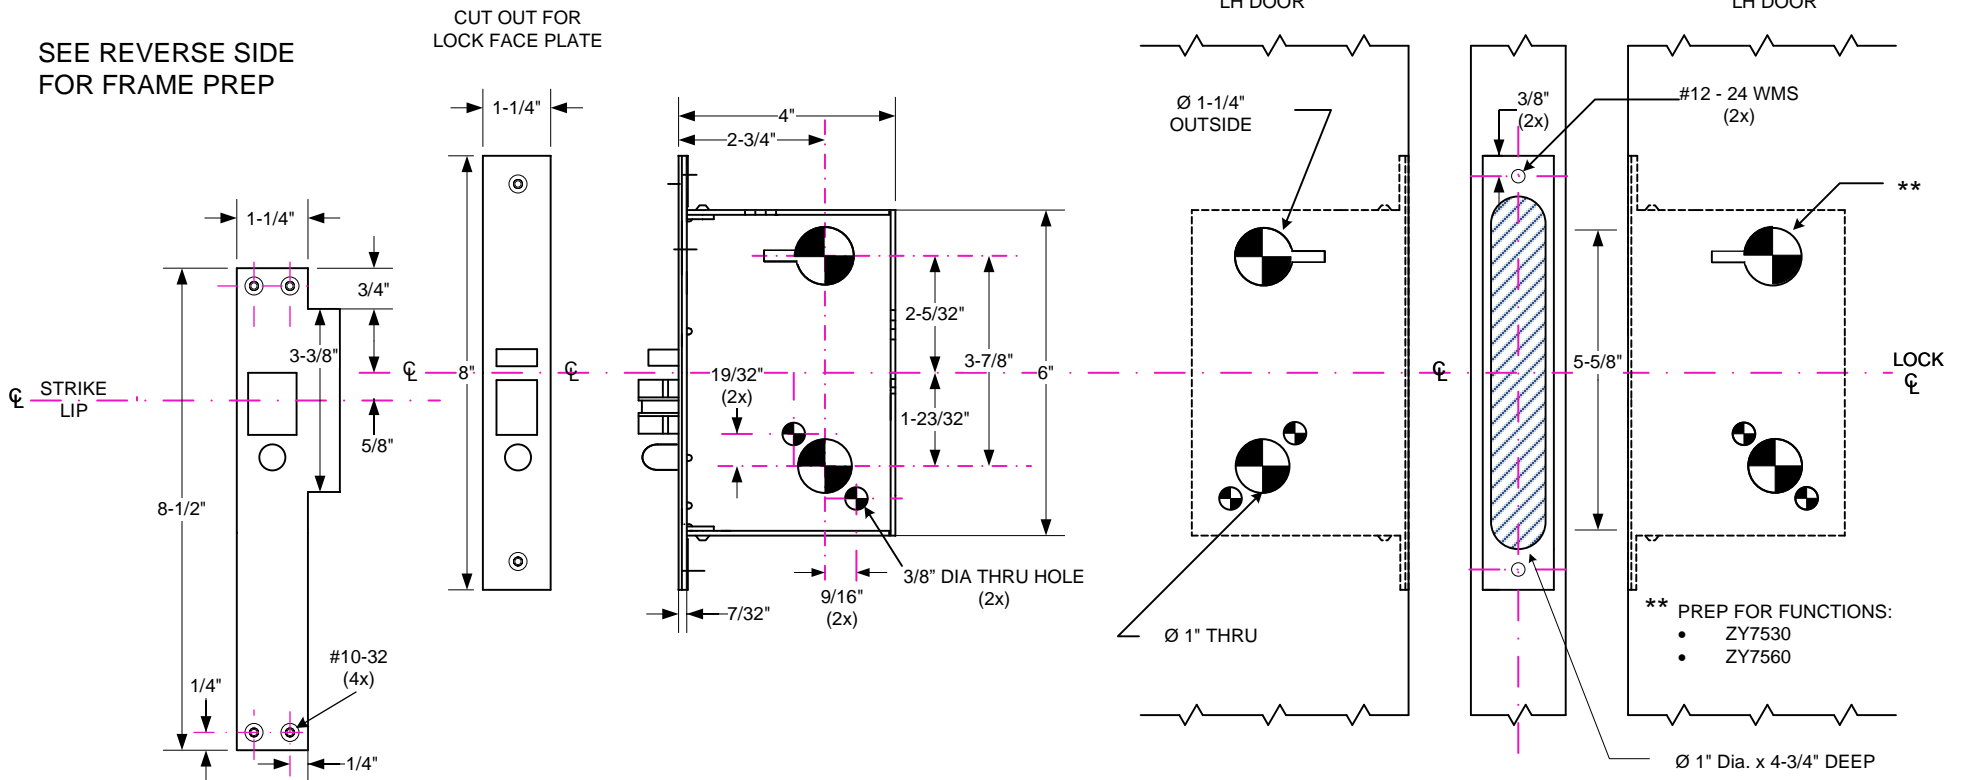 LH DOOR
LH DOOR
CUT OUT FOR
LOCK FACE PLATE
SEE REVERSE SIDE
FOR FRAME PREP
1-1/4"
4"
2-3/4"
Ø 1-1/4"
OUTSIDE
3/8"
(2x)
#12 - 24 WMS
(2x)
**
1-1/4"
3/4"
3-3/8"
2-5/32"
3-7/8"
5-5/8"
LOCK
℄
℄
STRIKE
LIP
℄
8"
℄
19/32"
(2x)
6"
℄
1-23/32"
5/8"
8-1/2"
3/8" DIA THRU HOLE
(2x)
9/16"
(2x)
7/32"
Ø 1" THRU
** PREP FOR FUNCTIONS:
• ZY7530
• ZY7560
#10-32
(4x)
1/4"
1/4"
Ø 1" Dia. x 4-3/4" DEEP